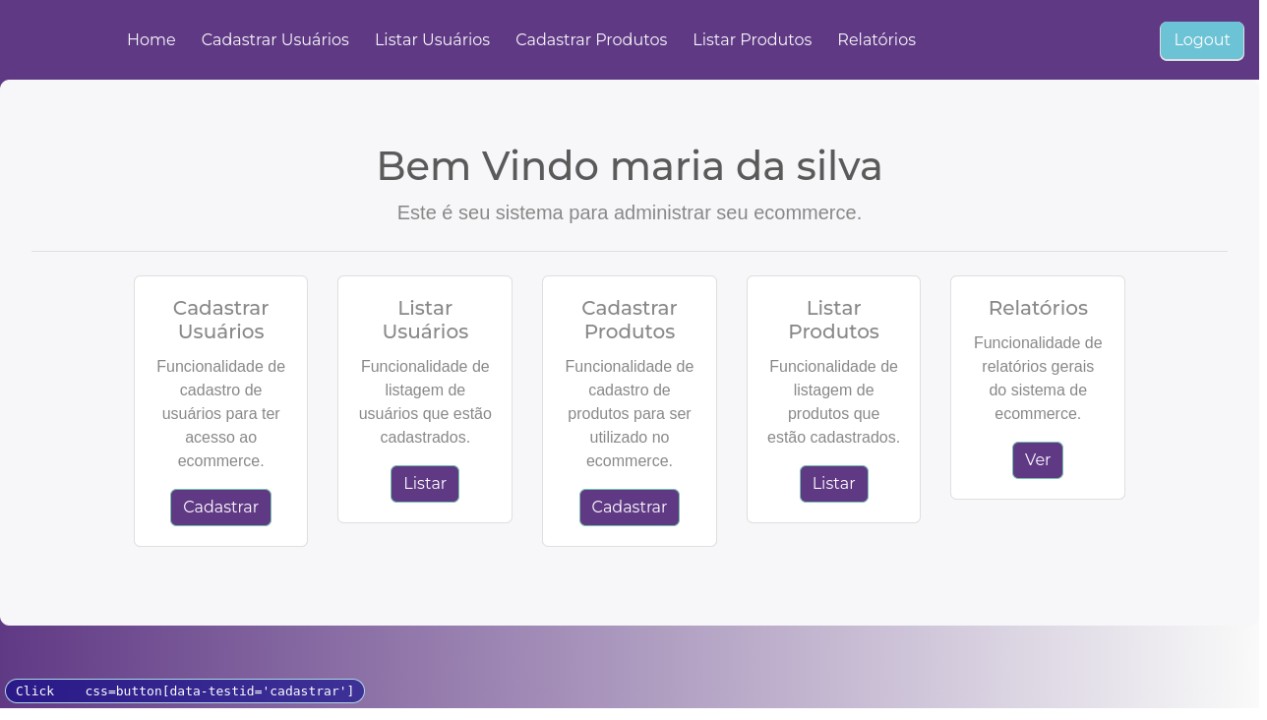 Home Cadastrar Usuários Listar Usuários Cadastrar Produtos Listar Produtos Relatórios Logout
Bem Vindo maria da silva
Este é seu sistema para administrar seu ecommerce.
Cadastrar
Usuários
Funcionalidade de
cadastro de
usuários para ter
acesso ao
ecommerce.
Cadastrar
Listar
Usuários
Funcionalidade de
listagem de
usuários que estão
cadastrados.
Listar
Cadastrar
Produtos
Funcionalidade de
cadastro de
produtos para ser
utilizado no
ecommerce.
Cadastrar
Listar
Produtos
Funcionalidade de
listagem de
produtos que
estão cadastrados.
Listar
Relatórios
Funcionalidade de
relatórios gerais
do sistema de
ecommerce.
Ver
Click css=button[data-testid='cadastrar']